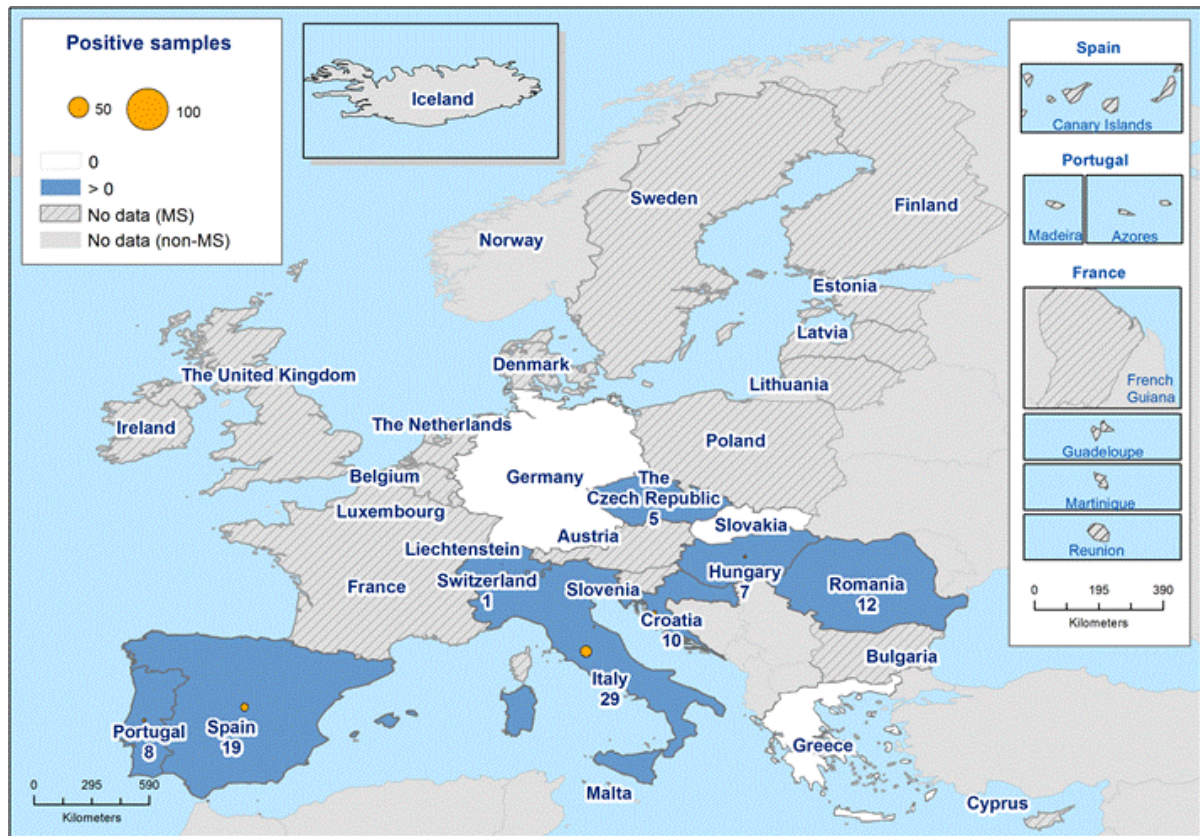 Positive samples
50
100
0
> 0
No data (MS)
No data (non-MS)
Iceland
Spain
Canary Islands
Portugal
Madeira
Azores
France
French
Guiana
Guadeloupe
Martinique
Reunion
0 195 390
Kilometers
Sweden
Finland
Norway
Estonia
Latvia
Lithuania
Denmark
The United Kingdom
Ireland
The Netherlands
Poland
Belgium
Germany
The
Czech Republic
5
Luxembourg
Slovakia
Austria
Liechtenstein
France
Switzerland
1
Slovenia
Hungary
7
Romania
12
Croatia
10
Bulgaria
Italy
29
Portugal
8
Spain
19
Greece
Malta
Cyprus
0 295 590
Kilometers